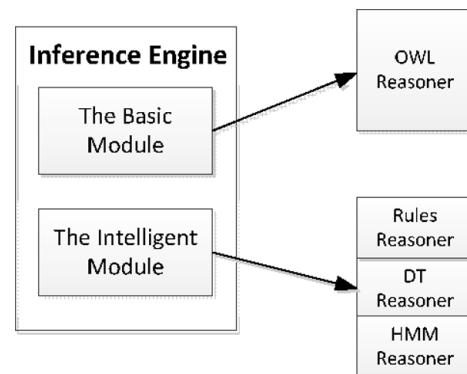 Inference Engine
The Basic
Module
The Intelligent
Module
OWL
Reasoner
Rules
Reasoner
DT
Reasoner
HMM
Reasoner